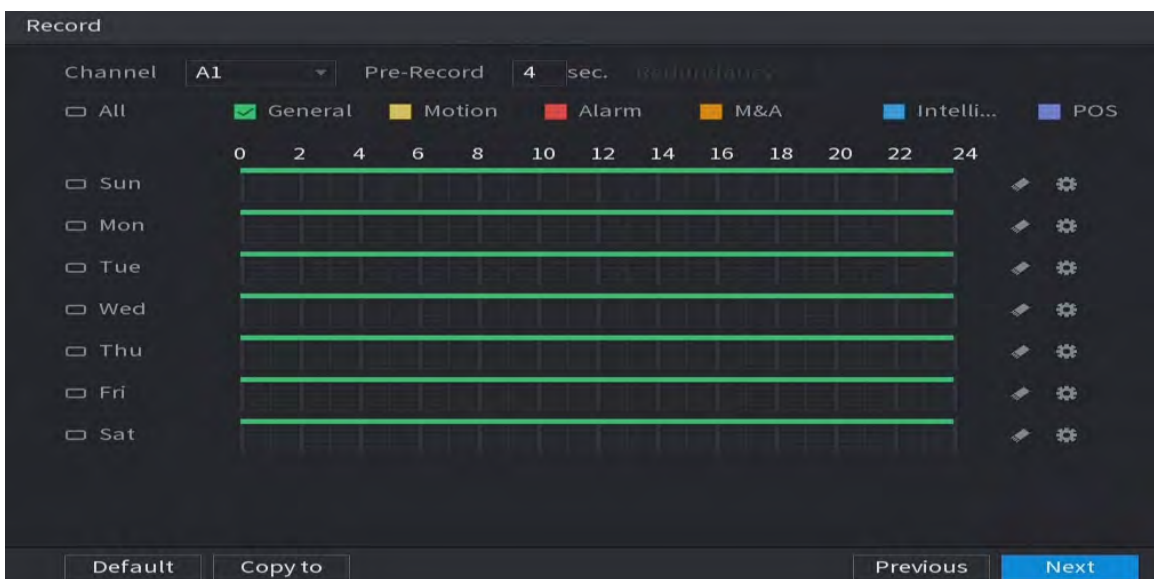 Record
Channel A1 Pre-Record 4 sec.
All General Motion Alarm M&A Intelli... POS
0 2 4 6 8 10 12 14 16 18 20 22 24
Sun
Mon
Tue
Wed
Thu
Fri
Sat
Default Copy to Previous Next